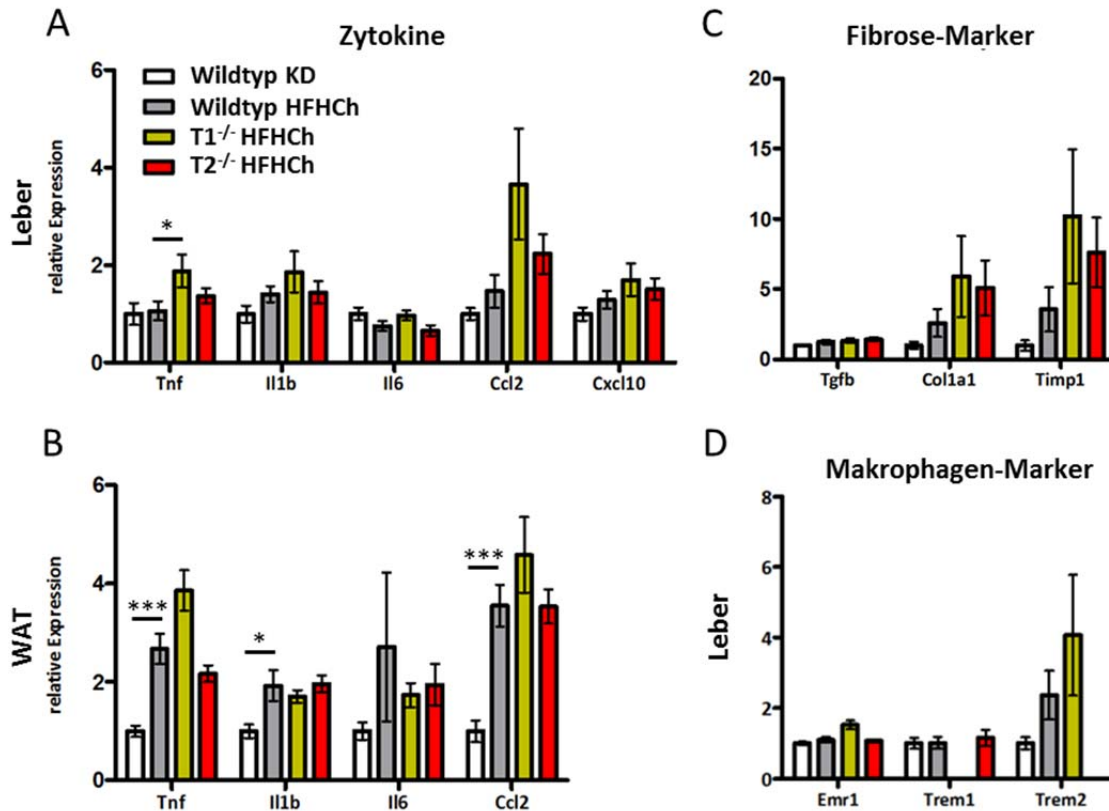 A
Zytokine
Leber
relative Expression
6
4
2
0
Wildtyp KD
Wildtyp HFHCh
T1-/- HFHCh
T2-/- HFHCh
*
Tnf Il1b Il6 Ccl2 Cxcl10
B
WAT
relative Expression
6
4
2
0
*** * ***
Tnf Il1b Il6 Ccl2
C
Fibrose-Marker
20
15
10
5
0
Tgfb Col1a1 Timp1
D
Makrophagen-Marker
Leber
8
6
4
2
0
Emr1 Trem1 Trem2